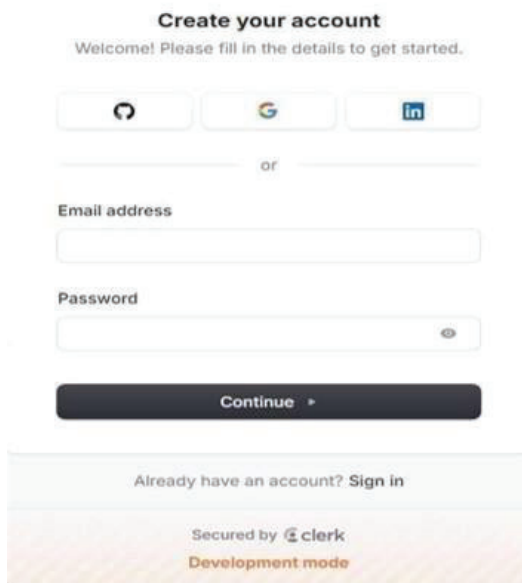 Create your account
Welcome! Please fill in the details to get started.
in
or
Email address
Password
Continue
Already have an account? Sign in
Secured by clerk
Development mode